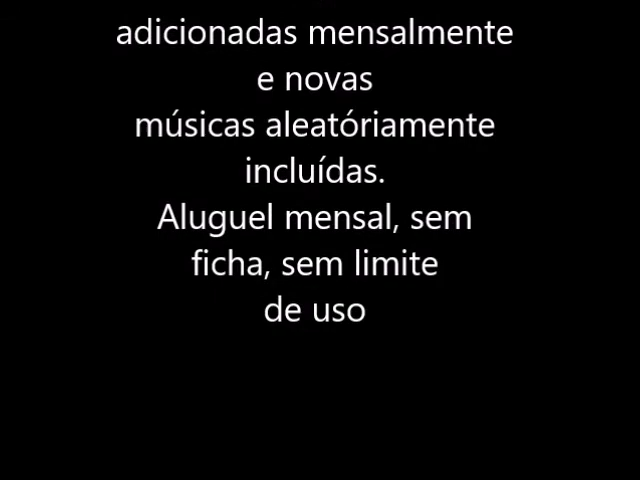 adicionadas mensalmente
e novas
músicas aleatóriamente
incluídas.
Aluguel mensal, sem
ficha, sem limite
de uso